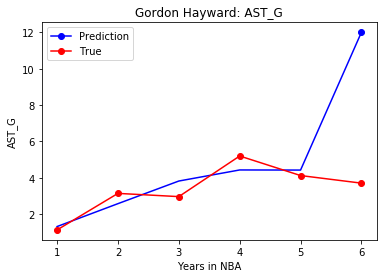 Gordon Hayward: AST_G
Prediction
True
12
10
8
6
4
2
AST_G
1 2 3 4 5 6
Years in NBA